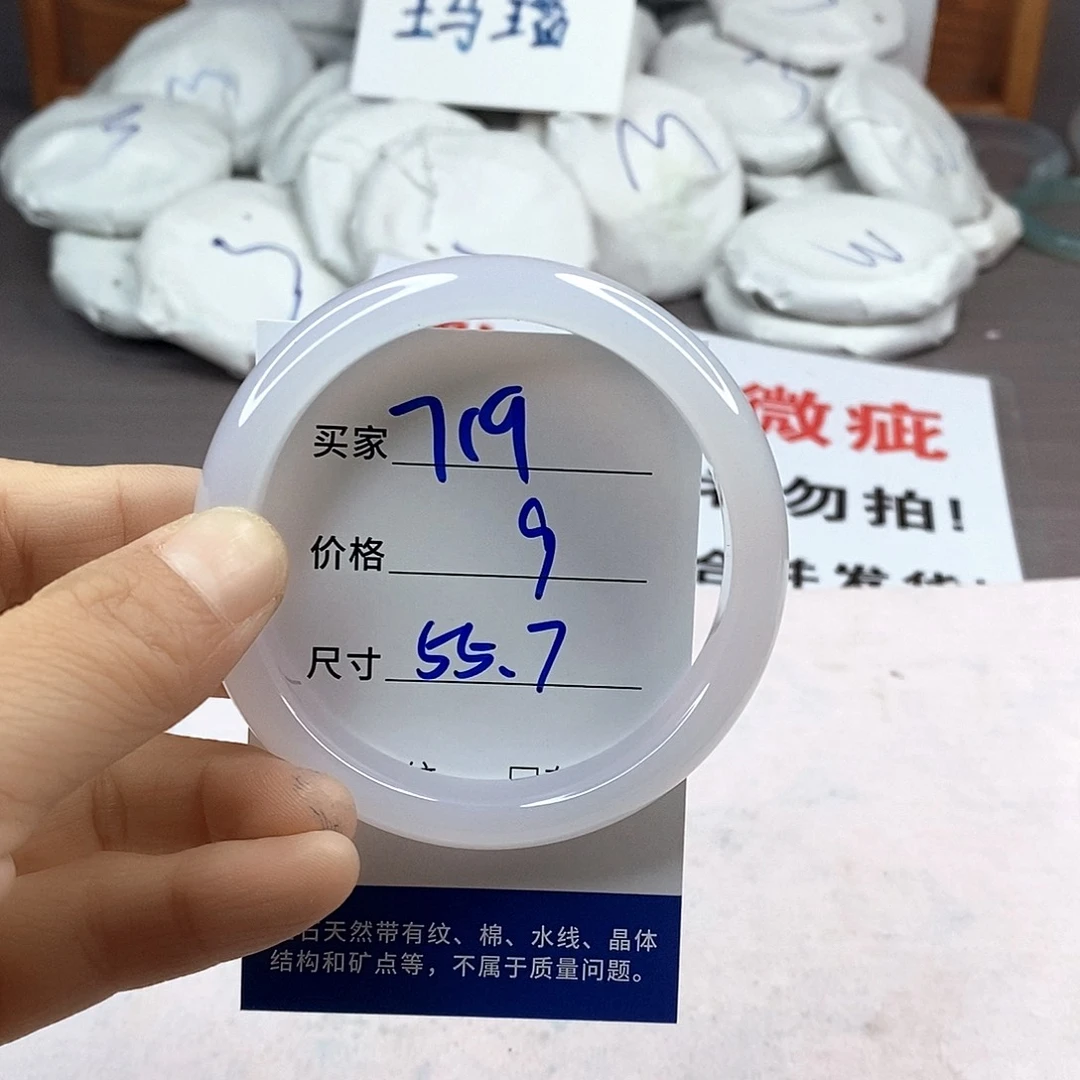 玛瑙
微疵
勿拍!
买家 719
价格 9
尺寸 55.7
石天然带有纹、棉、水线、晶体
结构和矿点等，不属于质量问题。